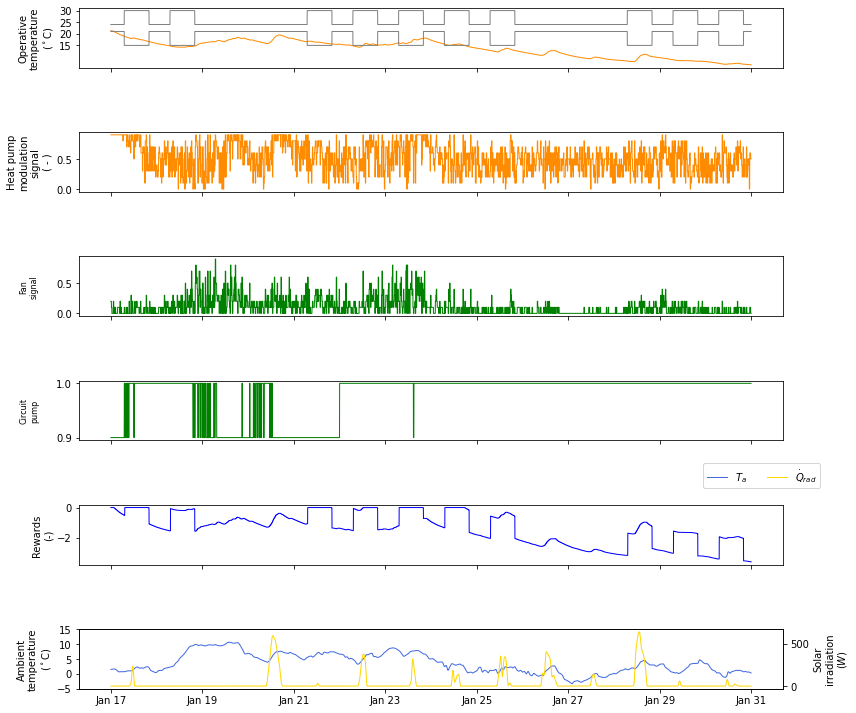 Operative
temperature
(°C)
30
25
20
15
Heat pump
modulation
signal
( - )
0.5
0.0
Fan
signal
0.5
0.0
Circuit
pump
1.0
0.9
T_a
Q̇_rad
Rewards
(-)
0
−2
Ambient
temperature
(°C)
15
10
5
0
−5
500
0
Solar
irradiation
(W)
Jan 17
Jan 19
Jan 21
Jan 23
Jan 25
Jan 27
Jan 29
Jan 31